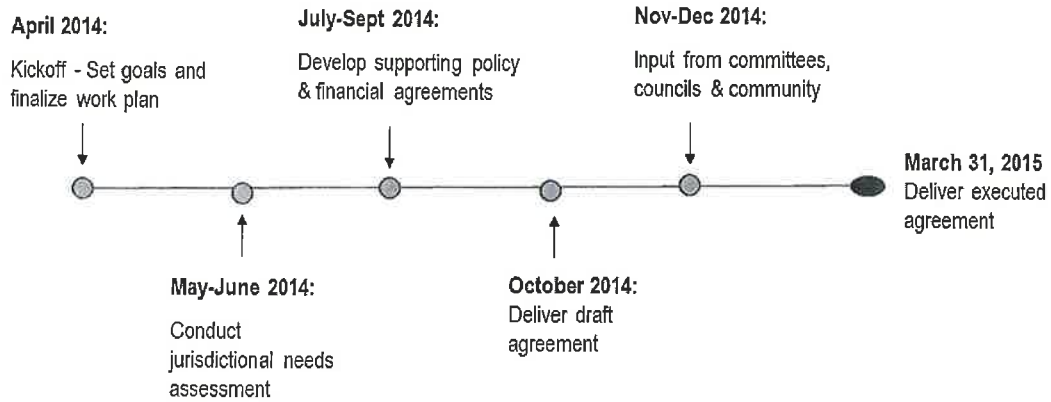 April 2014:
Kickoff - Set goals and
finalize work plan
July-Sept 2014:
Develop supporting policy
& financial agreements
Nov-Dec 2014:
Input from committees,
councils & community
March 31, 2015
Deliver executed
agreement
May-June 2014:
Conduct
jurisdictional needs
assessment
October 2014:
Deliver draft
agreement